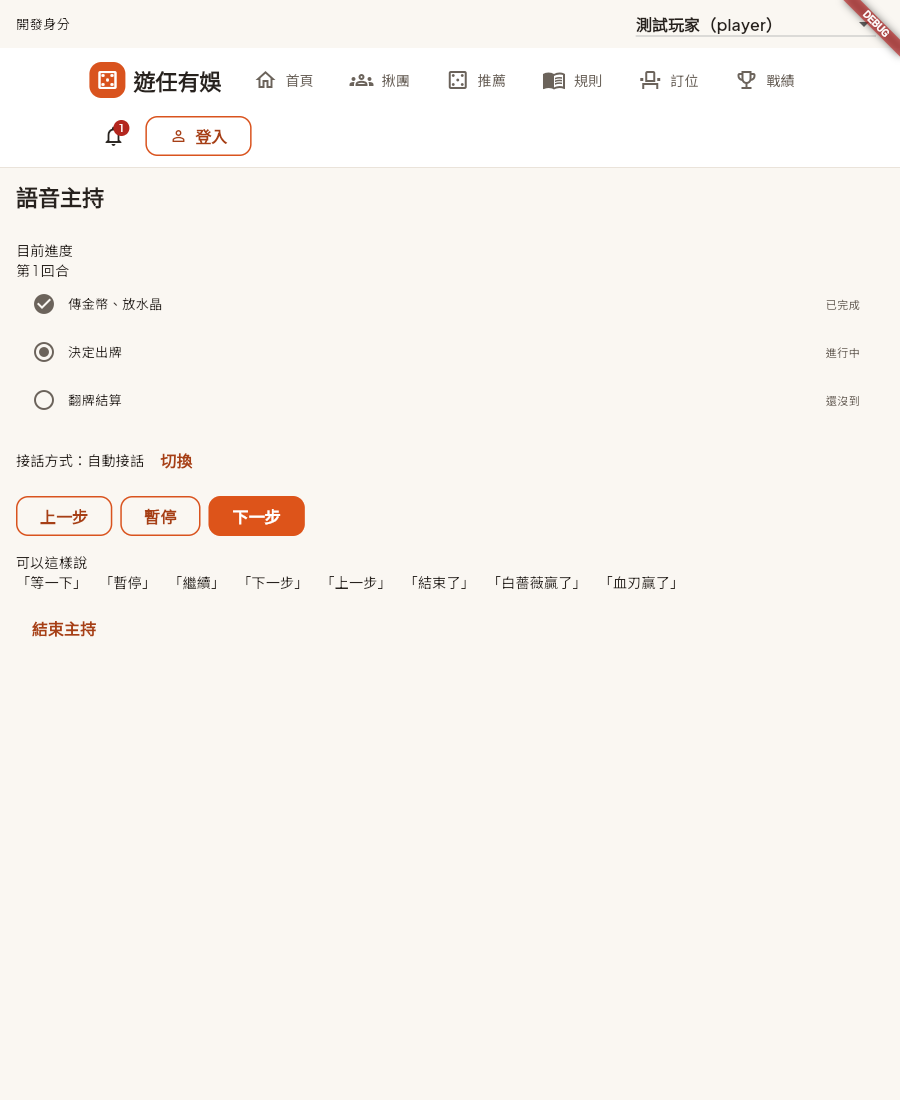 開發身分
測試玩家（player）
DEBUG
遊任有娛
首頁
揪團
推薦
規則
訂位
戰績
1
登入
語音主持
目前進度
第1回合
傳金幣、放水晶
已完成
決定出牌
進行中
翻牌結算
還沒到
接話方式：自動接話
切換
上一步
暫停
下一步
可以這樣說
「等一下」 「暫停」 「繼續」 「下一步」 「上一步」 「結束了」 「白薔薇贏了」 「血刃贏了」
結束主持